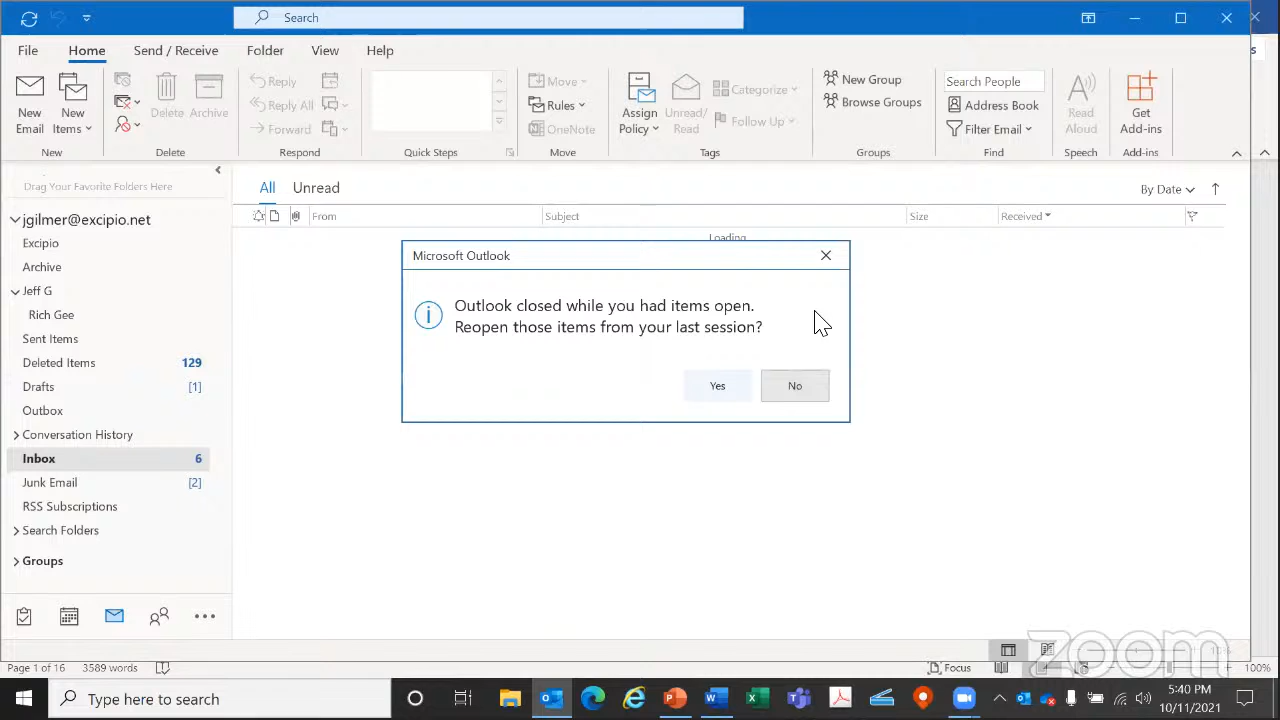 Search
File Home Send / Receive Folder View Help
New Email
New Items
Delete
Archive
Reply
Reply All
Forward
Move
Rules
OneNote
Assign Policy
Unread/ Read
Categorize
Follow Up
New Group
Browse Groups
Search People
Address Book
Filter Email
Read Aloud
Get Add-ins
New Delete Respond Quick Steps Move Tags Groups Find Speech Add-ins
Drag Your Favorite Folders Here
jgilmer@excipio.net
Excipio
Archive
Jeff G
Rich Gee
Sent Items
Deleted Items 129
Drafts [1]
Outbox
Conversation History
Inbox 6
Junk Email [2]
RSS Subscriptions
Search Folders
Groups
All Unread By Date
From Subject Size Received
Loading
Microsoft Outlook
Outlook closed while you had items open.
Reopen those items from your last session?
Yes No
zoom
Page 1 of 16 3589 words Focus 100%
Type here to search
5:40 PM
10/11/2021